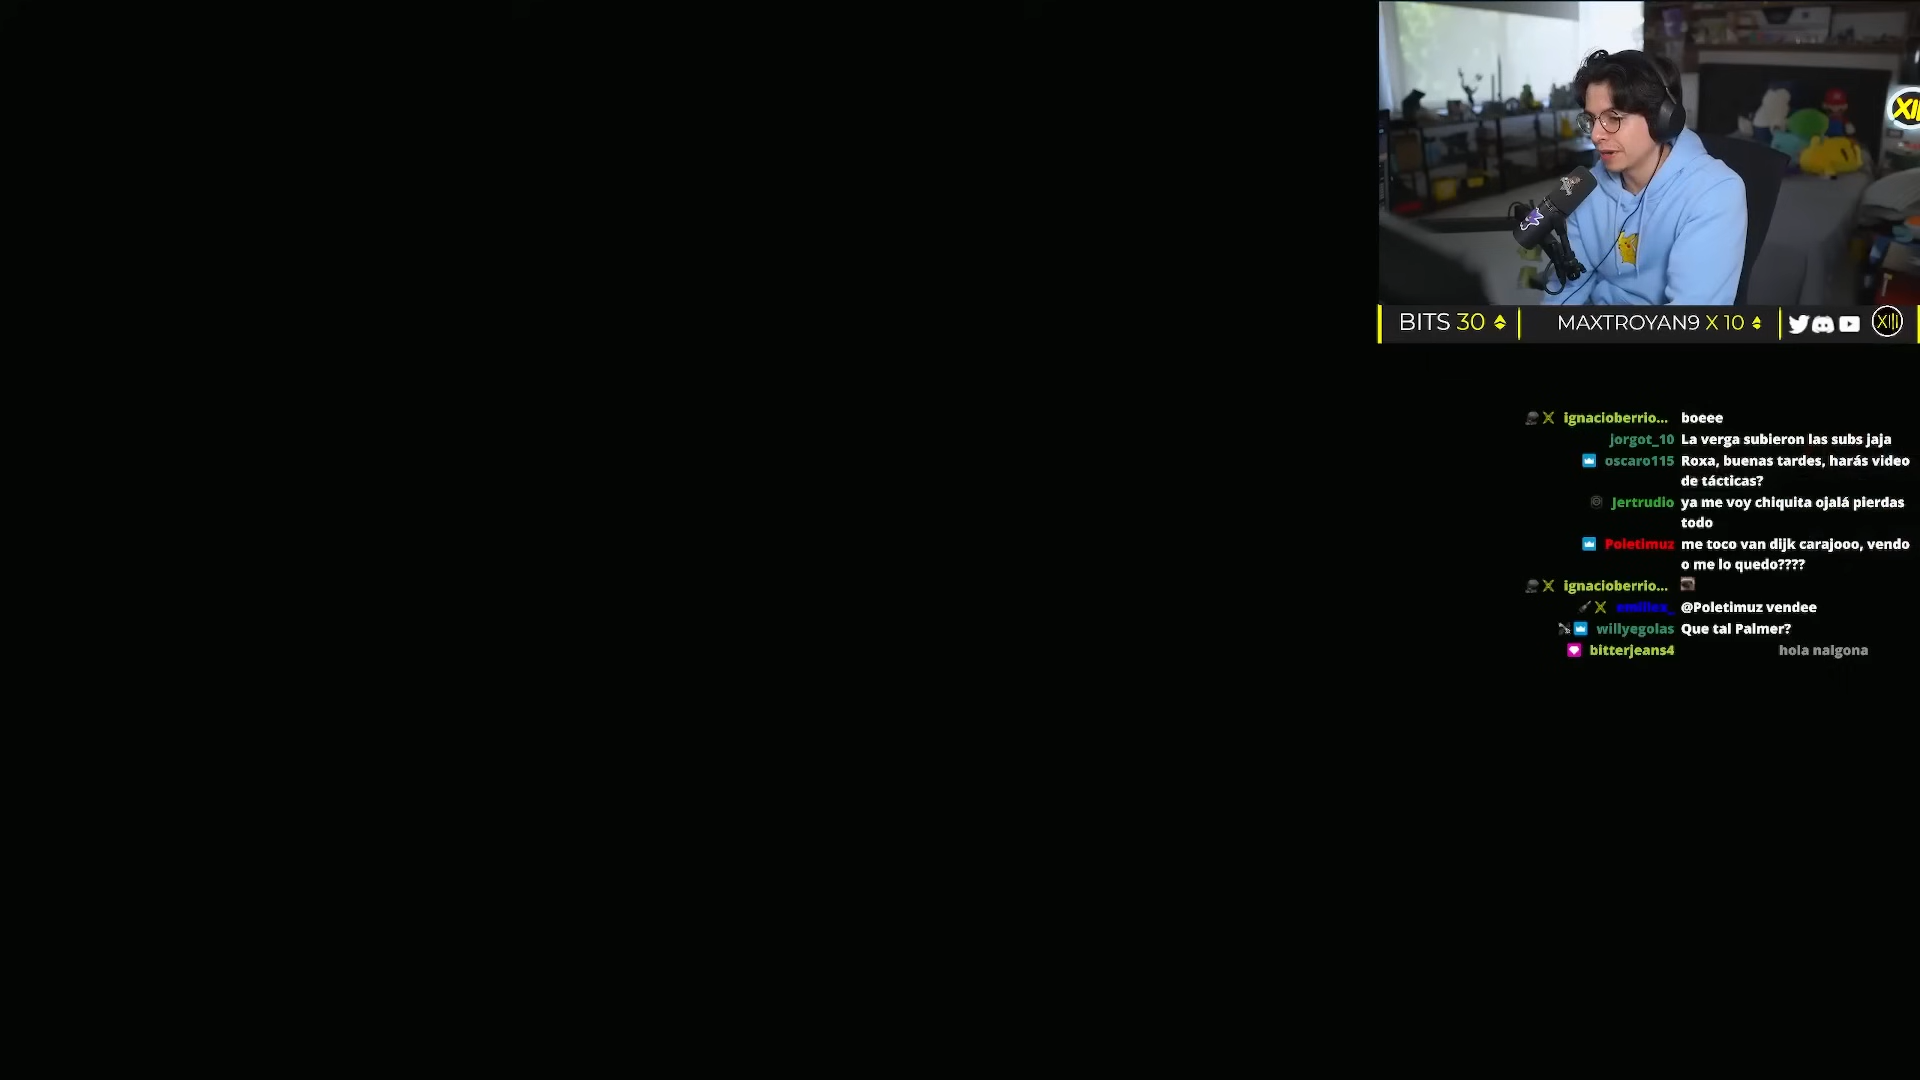 XII
BITS 30
MAXTROYAN9 X 10
XIII
ignacioberrio... boeee
jorgot_10 La verga subieron las subs jaja
oscaro115 Roxa, buenas tardes, harás video
de tácticas?
Jertrudio ya me voy chiquita ojalá pierdas
todo
Poletimuz me toco van dijk carajooo, vendo
o me lo quedo????
ignacioberrio...
@Poletimuz vendee
willyegolas Que tal Palmer?
bitterjeans4 hola nalgona